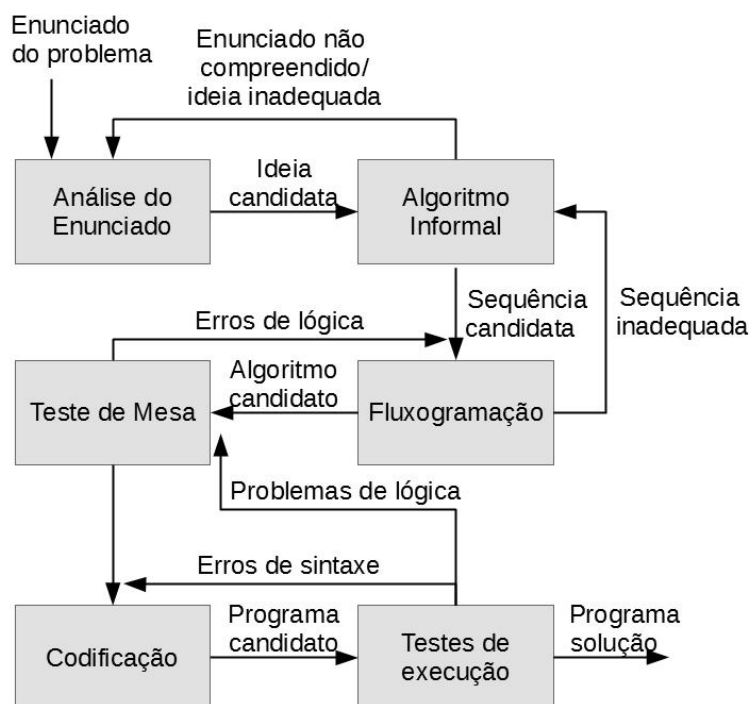 Enunciado
do problema
Enunciado não
compreendido/
ideia inadequada
Análise do
Enunciado
Ideia
candidata
Algoritmo
Informal
Sequência
candidata
Sequência
inadequada
Erros de lógica
Teste de Mesa
Algoritmo
candidato
Fluxogramação
Problemas de lógica
Erros de sintaxe
Codificação
Programa
candidato
Testes de
execução
Programa
solução